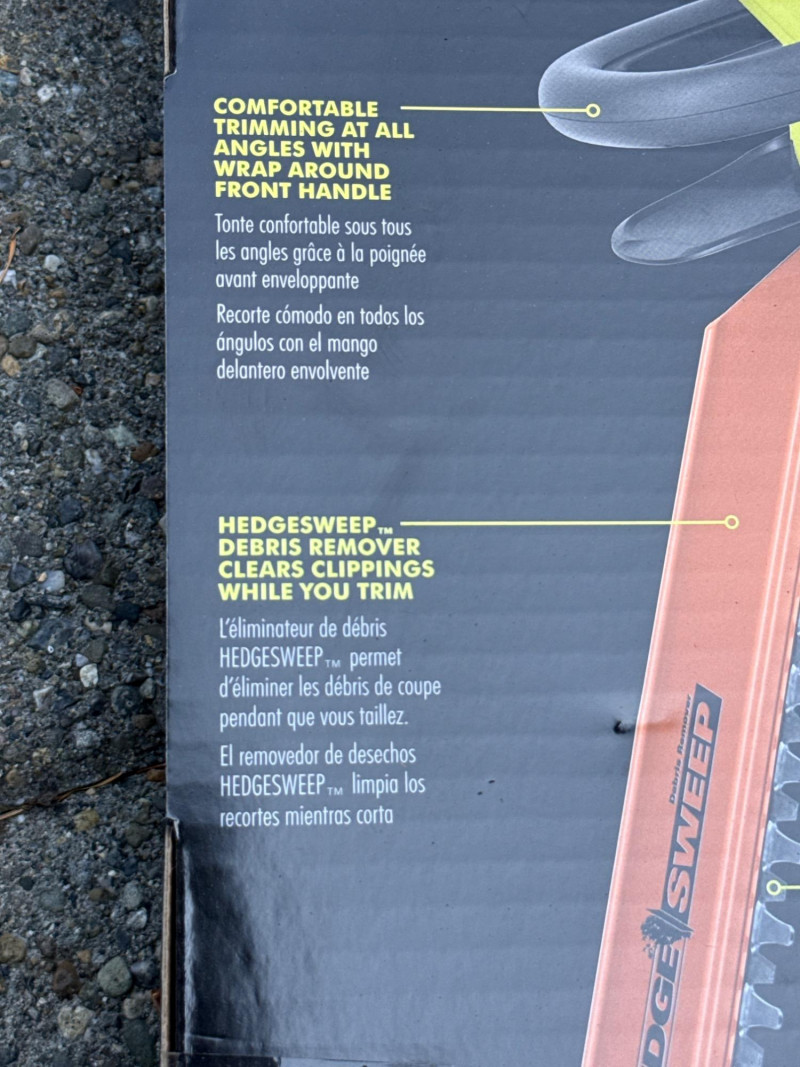 COMFORTABLE
TRIMMING AT ALL
ANGLES WITH
WRAP AROUND
FRONT HANDLE
Tonte confortable sous tous
les angles grâce à la poignée
avant enveloppante
Recorte cómodo en todos los
ángulos con el mango
delantero envolvente
HEDGESWEEP™
DEBRIS REMOVER
CLEARS CLIPPINGS
WHILE YOU TRIM
L'éliminateur de débris
HEDGESWEEP™ permet
d'éliminer les débris de coupe
pendant que vous taillez.
El removedor de desechos
HEDGESWEEP™ limpia los
recortes mientras corta
DGE SWEEP
Debris Remover